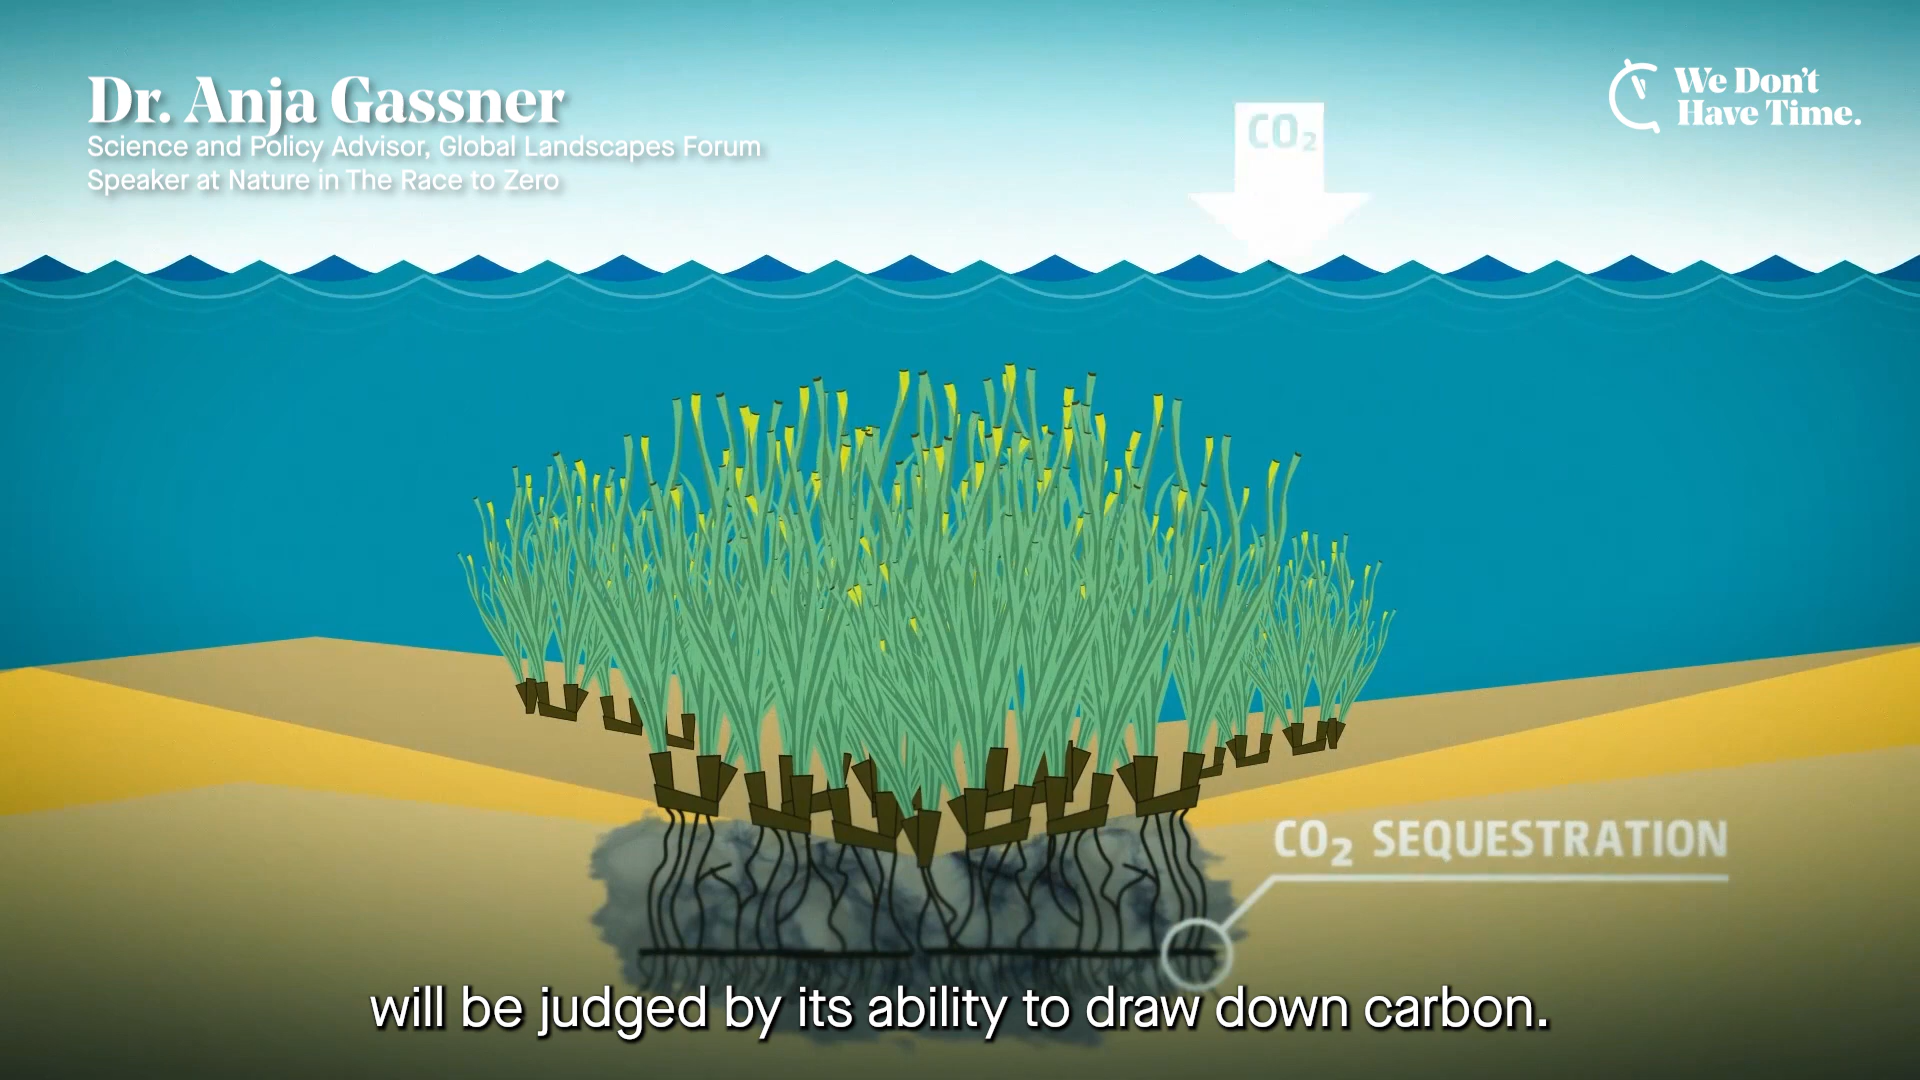 Dr. Anja Gassner
Science and Policy Advisor, Global Landscapes Forum
Speaker at Nature in The Race to Zero
We Don't
Have Time.
CO₂
CO₂ SEQUESTRATION
will be judged by its ability to draw down carbon.